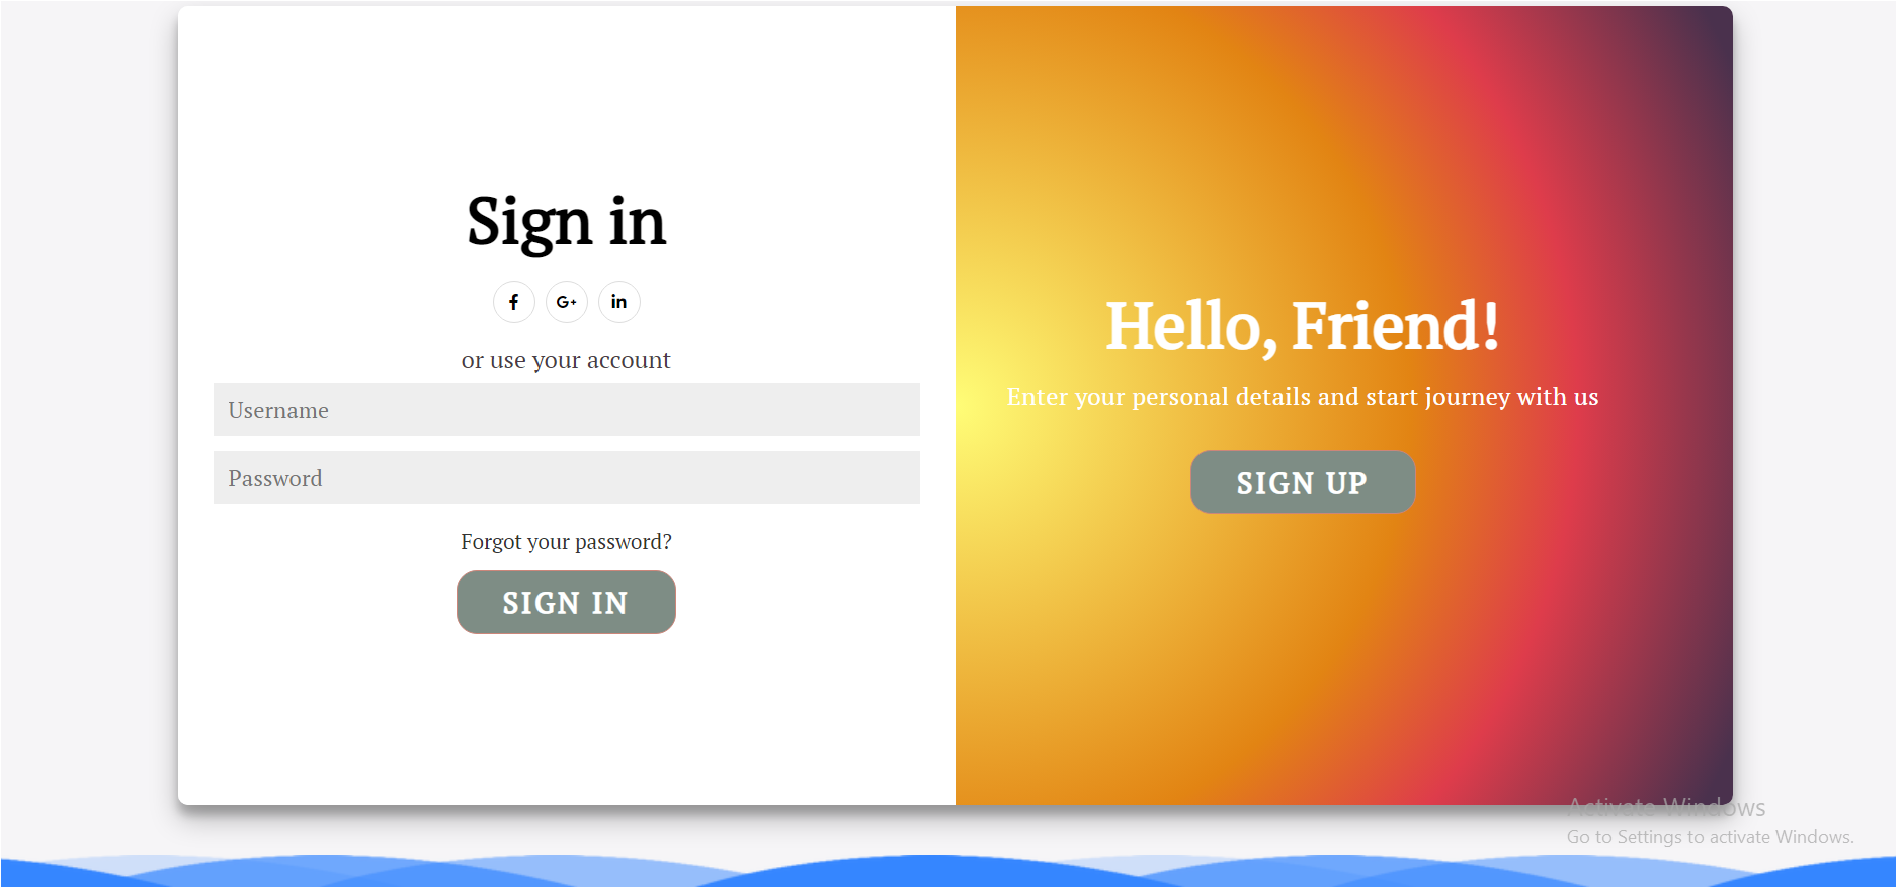 Sign in
f G+ in
or use your account
Username
Password
Forgot your password?
SIGN IN
Hello, Friend!
Enter your personal details and start journey with us
SIGN UP
Activate Windows
Go to Settings to activate Windows.